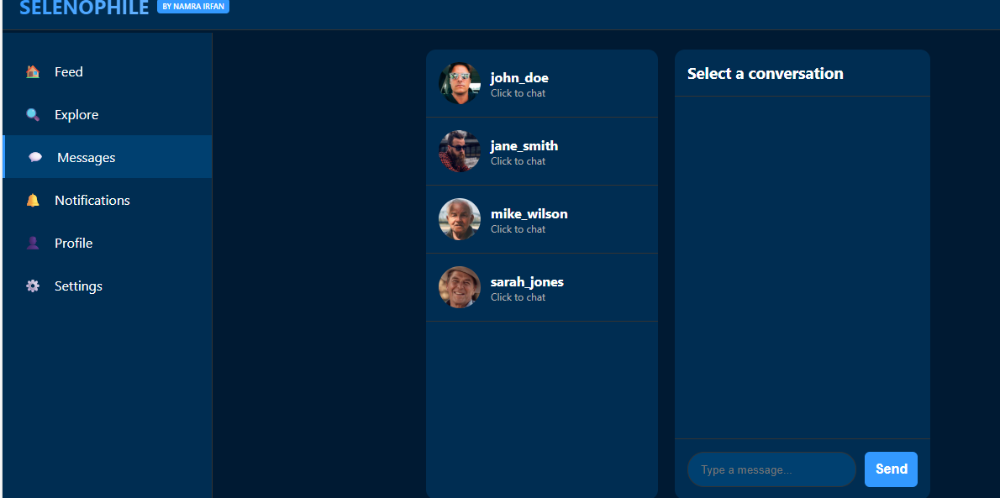 SELENOPHILE BY NAMRA IRFAN
Feed
Explore
Messages
Notifications
Profile
Settings
john_doe
Click to chat
jane_smith
Click to chat
mike_wilson
Click to chat
sarah_jones
Click to chat
Select a conversation
Type a message...
Send